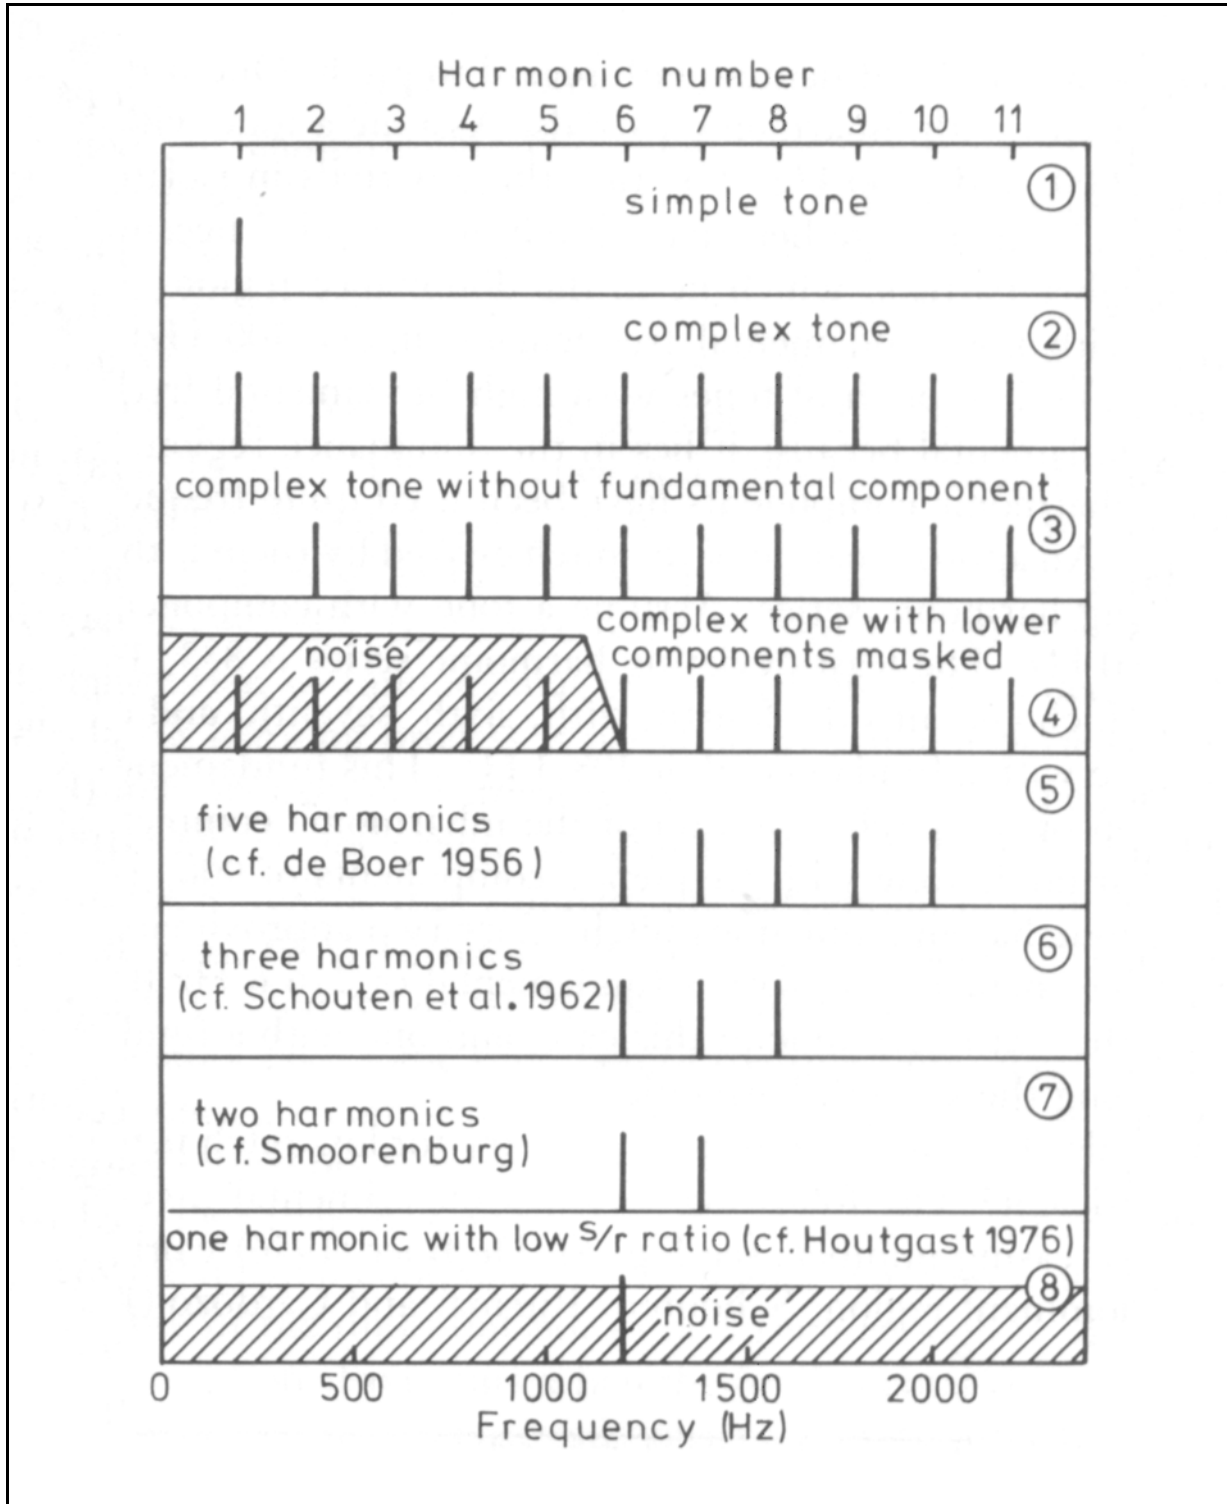 Harmonic number
1 2 3 4 5 6 7 8 9 10 11
simple tone ①
complex tone ②
complex tone without fundamental component
③
complex tone with lower
noise components masked
④
⑤
five harmonics
(cf. de Boer 1956)
⑥
three harmonics
(cf. Schouten et al. 1962)
⑦
two harmonics
(cf. Smoorenburg)
one harmonic with low S/r ratio (cf. Houtgast 1976)
⑧
noise
0 500 1000 1500 2000
Frequency (Hz)